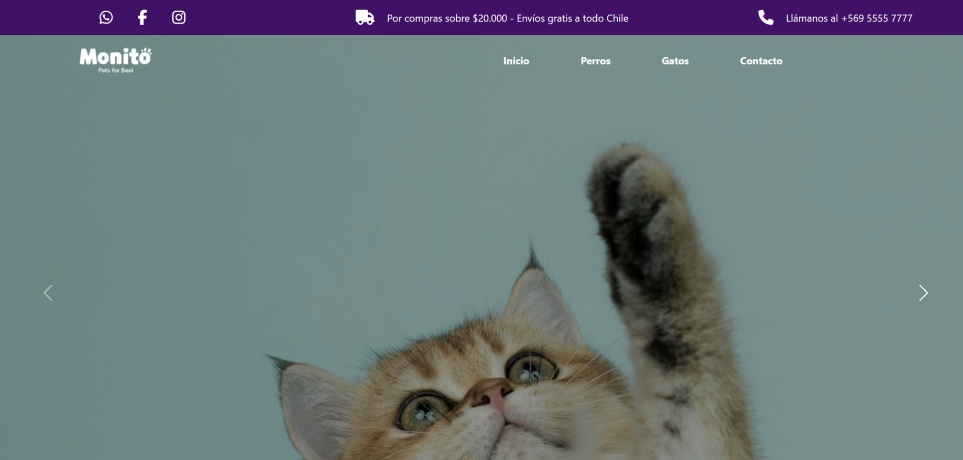 Por compras sobre $20.000 - Envíos gratis a todo Chile
Llámanos al +569 5555 7777
Monito
Pets for Best
Inicio
Perros
Gatos
Contacto